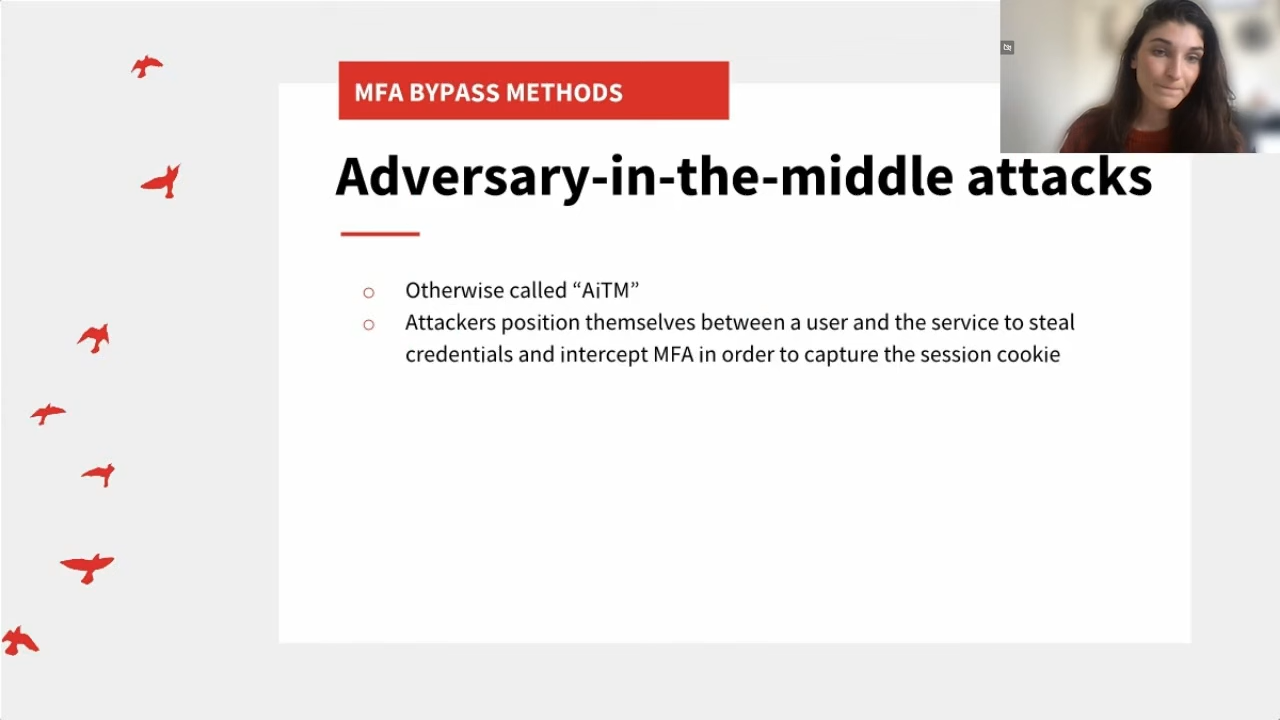 MFA BYPASS METHODS
Adversary-in-the-middle attacks
Otherwise called “AiTM”
Attackers position themselves between a user and the service to steal
credentials and intercept MFA in order to capture the session cookie